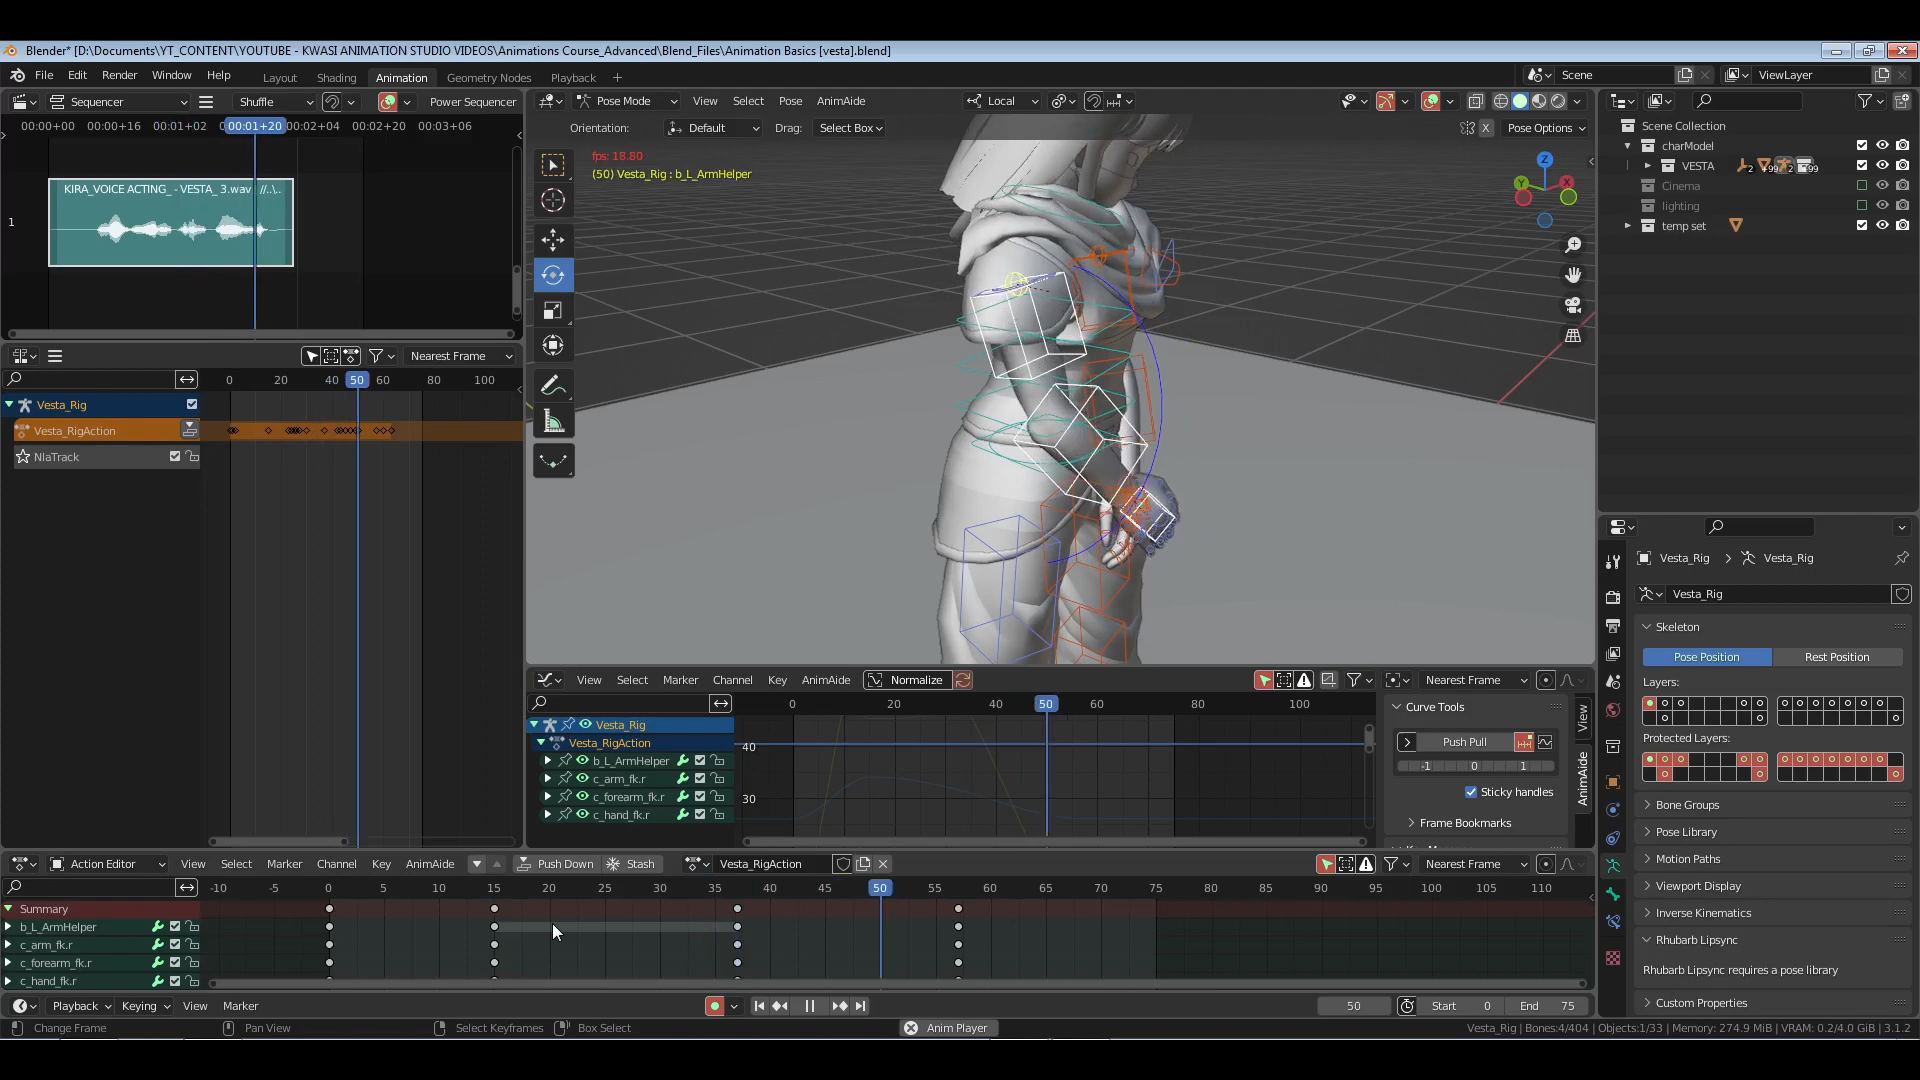 Blender* [D:\Documents\YT_CONTENT\YOUTUBE - KWASI ANIMATION STUDIO VIDEOS\Animations Course_Advanced\Blend_Files\Animation Basics [vesta].blend]
File Edit Render Window Help Layout Shading Animation Geometry Nodes Playback + Scene ViewLayer
Sequencer Shuffle Power Sequencer
00:00+00 00:00+16 00:01+02 00:01+20 00:02+04 00:02+20 00:03+06
KIRA_VOICE ACTING_ - VESTA_ 3.wav | //..\..
1
Pose Mode View Select Pose AnimAide Local
Orientation: Default Drag: Select Box X Pose Options
fps: 18.80
(50) Vesta_Rig : b_L_ArmHelper
Z
Y
X
Scene Collection
charModel
VESTA 2 99 2 99
Cinema
lighting
temp set
Nearest Frame
0 20 40 50 60 80 100
Vesta_Rig
Vesta_RigAction
NlaTrack
Vesta_Rig > Vesta_Rig
Vesta_Rig
Skeleton
Pose Position Rest Position
Layers:
Protected Layers:
Bone Groups
Pose Library
Motion Paths
Viewport Display
Inverse Kinematics
Rhubarb Lipsync
Rhubarb Lipsync requires a pose library
Custom Properties
View Select Marker Channel Key AnimAide Normalize Nearest Frame
0 20 40 50 60 80 100
Vesta_Rig
Vesta_RigAction
b_L_ArmHelper
c_arm_fk.r
c_forearm_fk.r
c_hand_fk.r
40
30
Curve Tools
Push Pull
-1 0 1
Sticky handles
Frame Bookmarks
View
AnimAide
Action Editor View Select Marker Channel Key AnimAide Push Down Stash Vesta_RigAction Nearest Frame
-10 -5 0 5 10 15 20 25 30 35 40 45 50 55 60 65 70 75 80 85 90 95 100 105 110
Summary
b_L_ArmHelper
c_arm_fk.r
c_forearm_fk.r
c_hand_fk.r
Playback Keying View Marker 50 Start 0 End 75
Change Frame Pan View Select Keyframes Box Select Anim Player Vesta_Rig | Bones:4/404 | Objects:1/33 | Memory: 274.9 MiB | VRAM: 0.2/4.0 GiB | 3.1.2